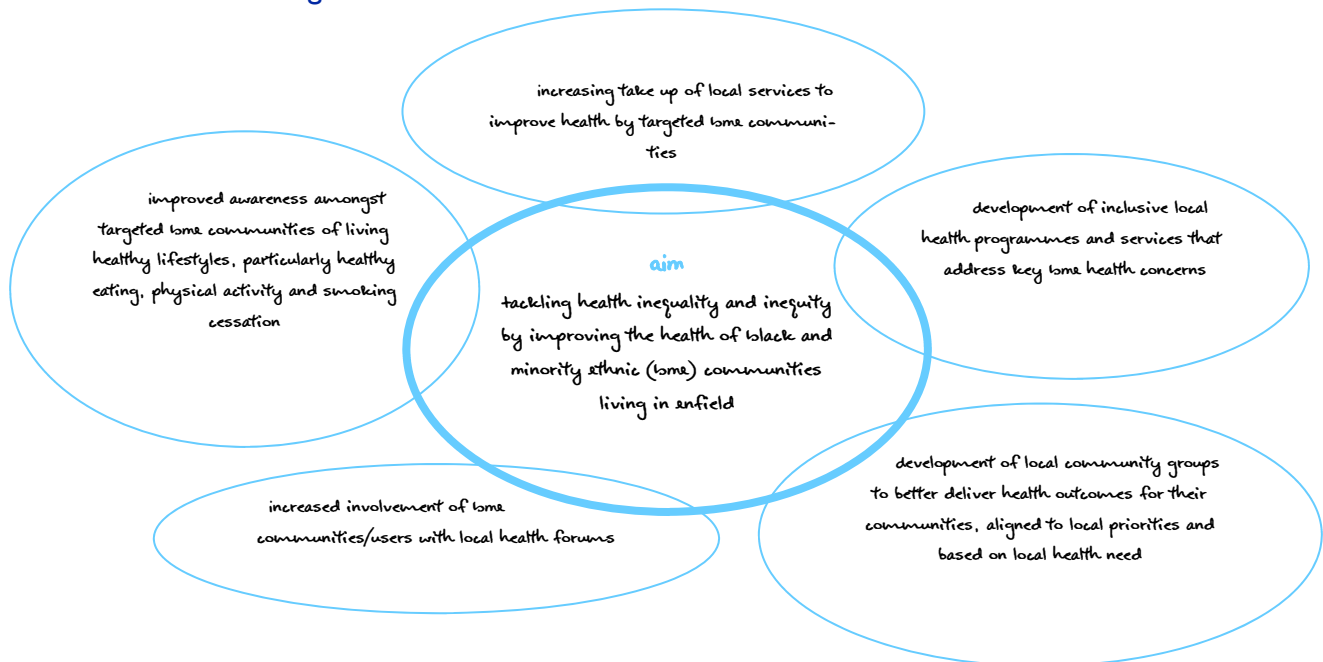 increasing take up of local services to
improve health by targeted bme communi-
ties
improved awareness amongst
targeted bme communities of living
healthy lifestyles, particularly healthy
eating, physical activity and smoking
cessation
development of inclusive local
health programmes and services that
address key bme health concerns
aim
tackling health inequality and inequity
by improving the health of black and
minority ethnic (bme) communities
living in enfield
increased involvement of bme
communities/users with local health forums
development of local community groups
to better deliver health outcomes for their
communities, aligned to local priorities and
based on local health need